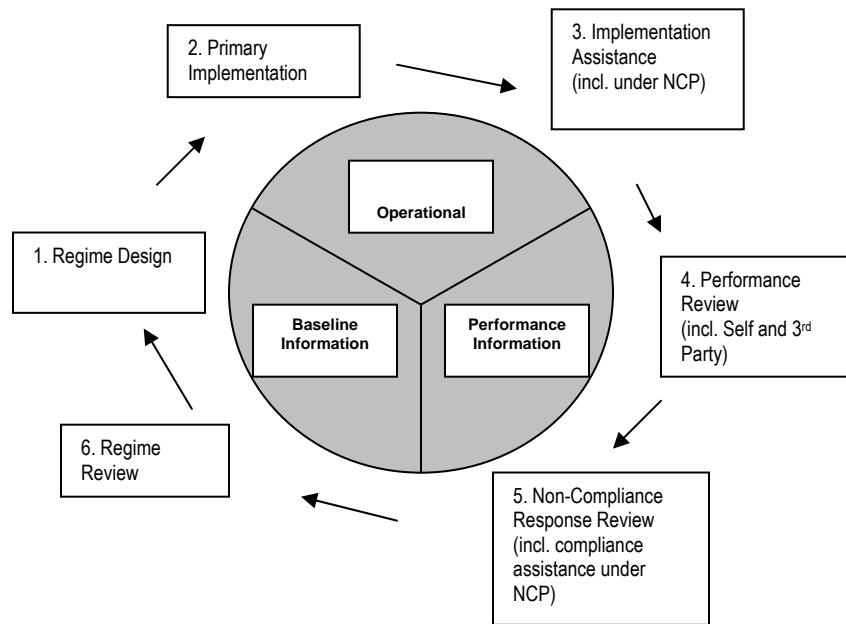 2. Primary
Implementation
3. Implementation
Assistance
(incl. under NCP)
Operational
1. Regime Design
4. Performance
Review
(incl. Self and 3rd
Party)
Baseline
Information
Performance
Information
6. Regime
Review
5. Non-Compliance
Response Review
(incl. compliance
assistance under
NCP)